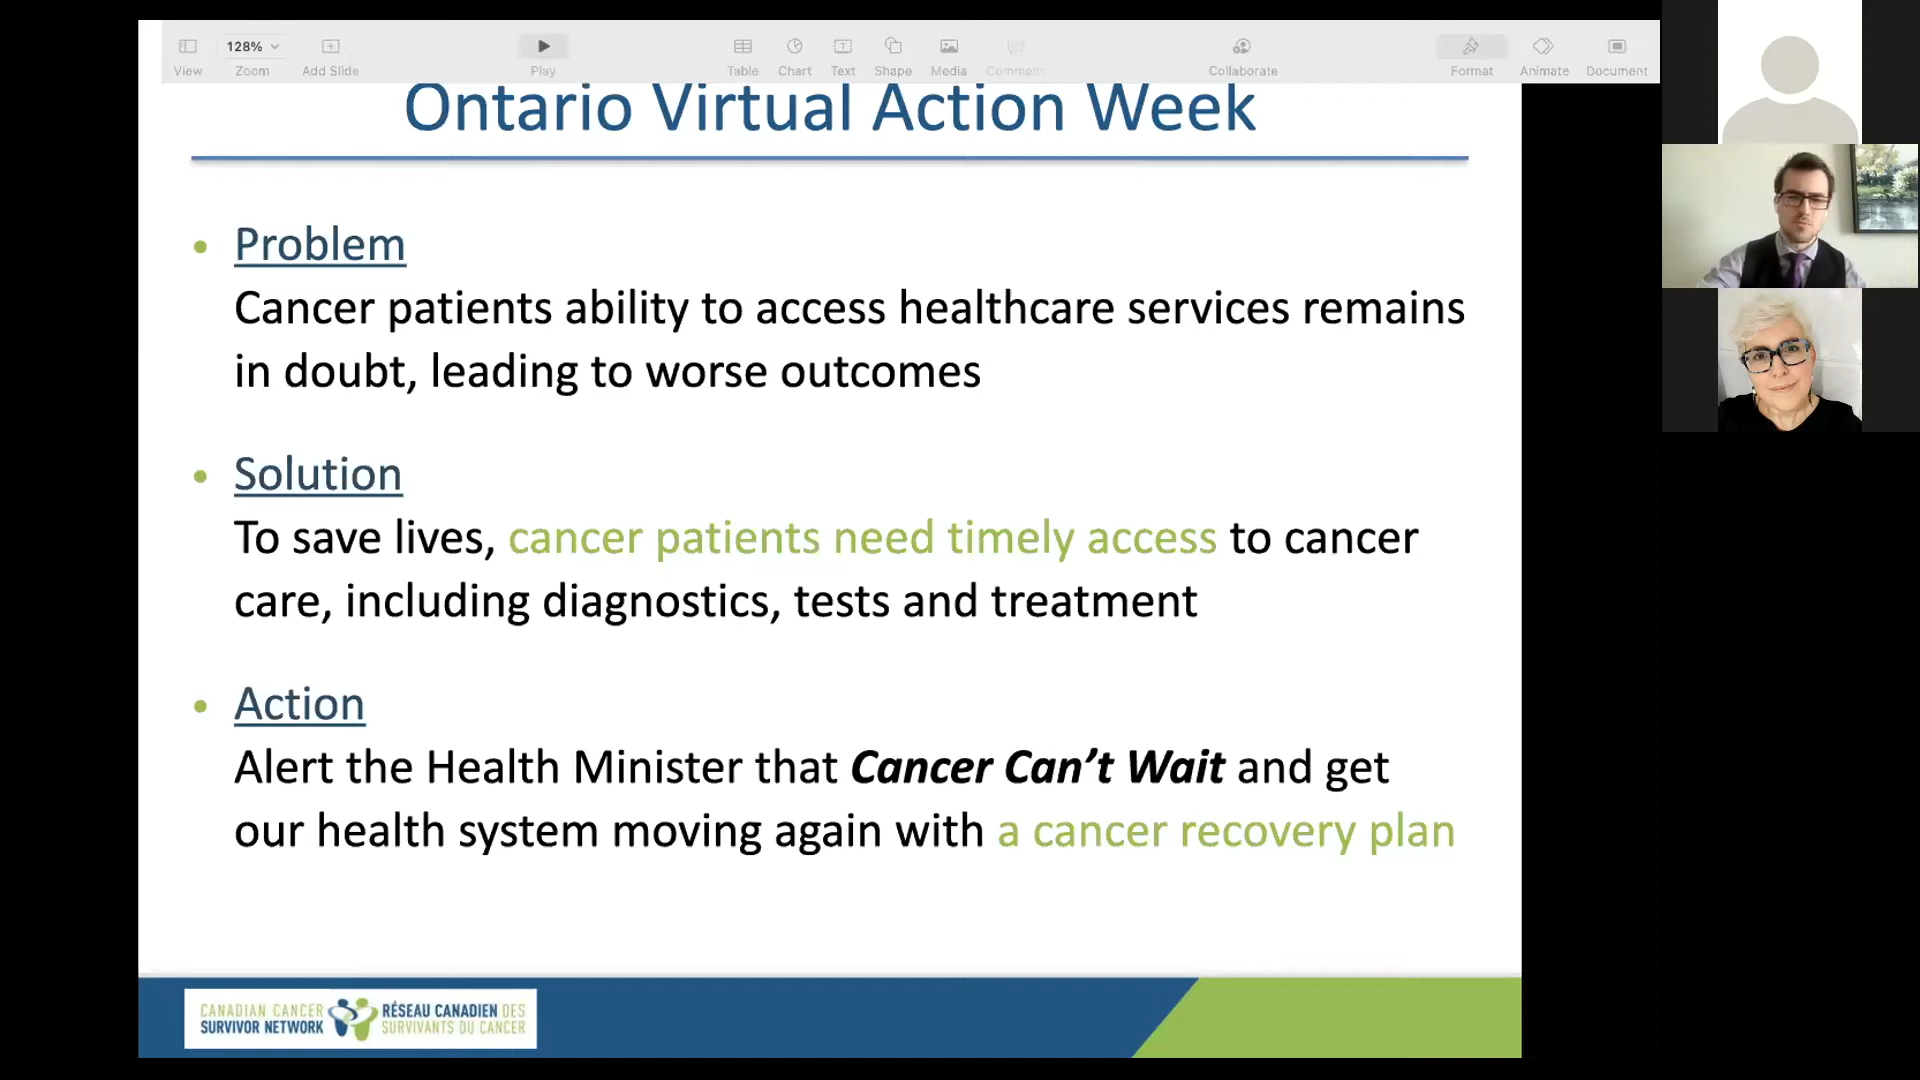 128%
View
Zoom
Add Slide
Play
Table
Chart
Text
Shape
Media
Comment
Collaborate
Format
Animate
Document
Ontario Virtual Action Week
• Problem
Cancer patients ability to access healthcare services remains
in doubt, leading to worse outcomes
• Solution
To save lives, cancer patients need timely access to cancer
care, including diagnostics, tests and treatment
• Action
Alert the Health Minister that Cancer Can’t Wait and get
our health system moving again with a cancer recovery plan
CANADIAN CANCER
SURVIVOR NETWORK
RÉSEAU CANADIEN DES
SURVIVANTS DU CANCER